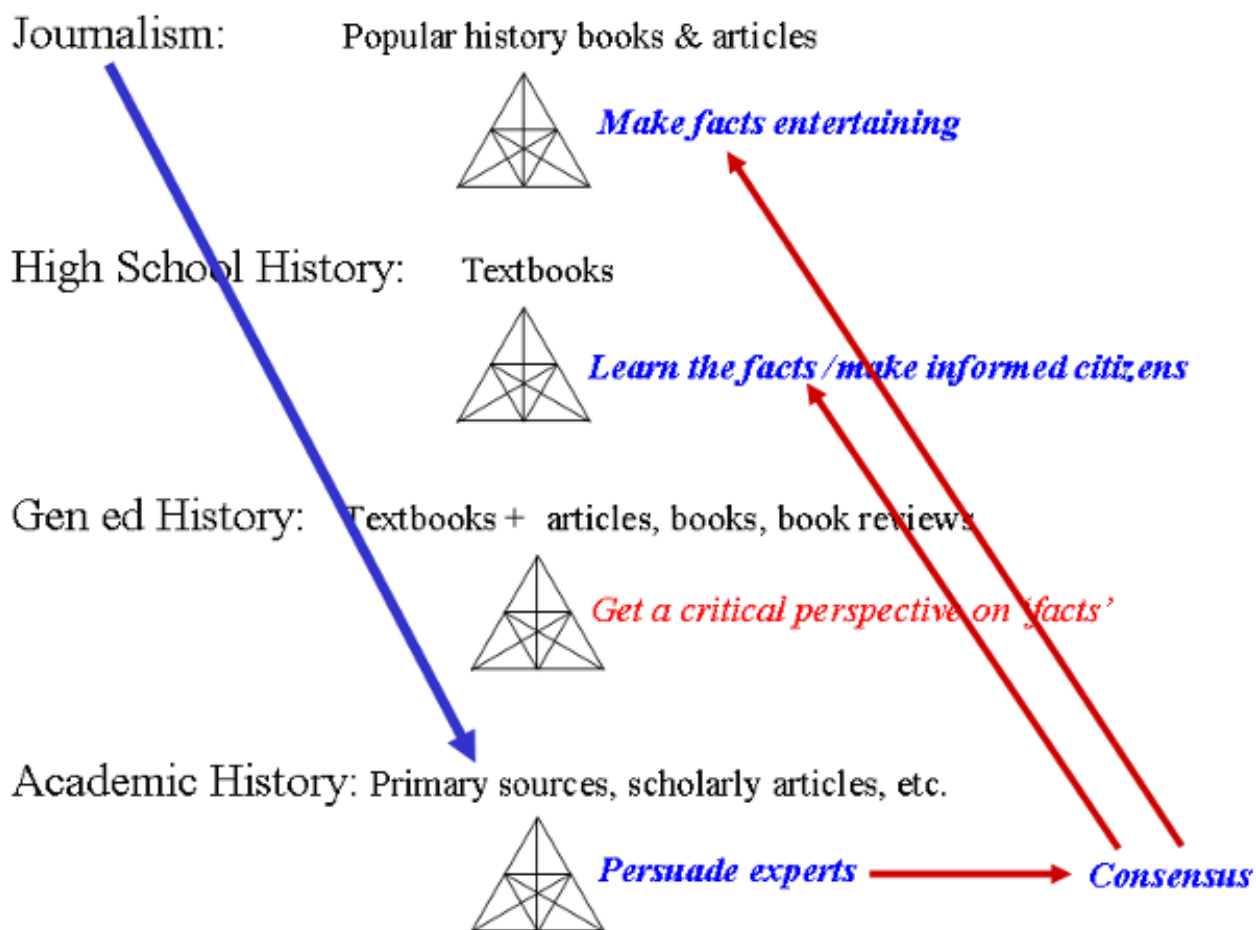 Journalism: Popular history books & articles
Make facts entertaining
High School History: Textbooks
Learn the facts/make informed citizens
Gen ed History: Textbooks + articles, books, book reviews
Get a critical perspective on 'facts'
Academic History: Primary sources, scholarly articles, etc.
Persuade experts Consensus